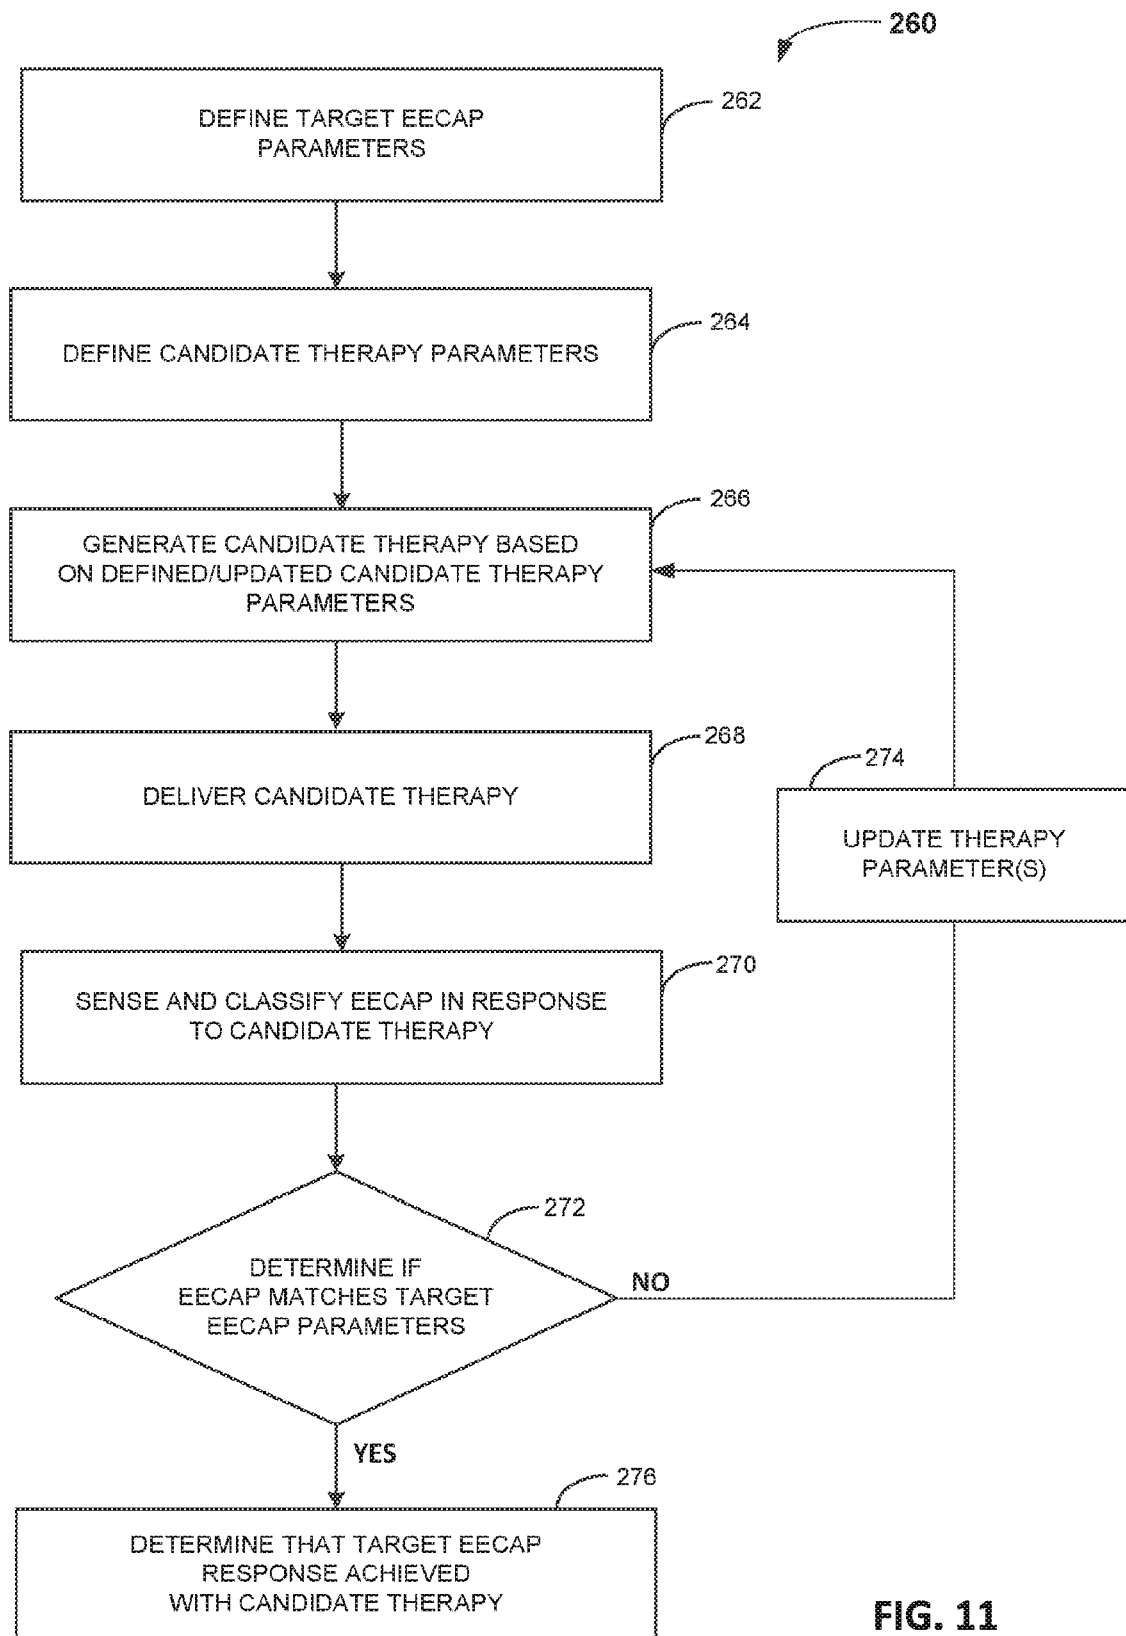 260
DEFINE TARGET EECAP
PARAMETERS
262
DEFINE CANDIDATE THERAPY PARAMETERS
264
GENERATE CANDIDATE THERAPY BASED
ON DEFINED/UPDATED CANDIDATE THERAPY
PARAMETERS
266
DELIVER CANDIDATE THERAPY
268
274
UPDATE THERAPY
PARAMETER(S)
SENSE AND CLASSIFY EECAP IN RESPONSE
TO CANDIDATE THERAPY
270
272
DETERMINE IF
EECAP MATCHES TARGET
EECAP PARAMETERS
NO
YES
276
DETERMINE THAT TARGET EECAP
RESPONSE ACHIEVED
WITH CANDIDATE THERAPY
FIG. 11